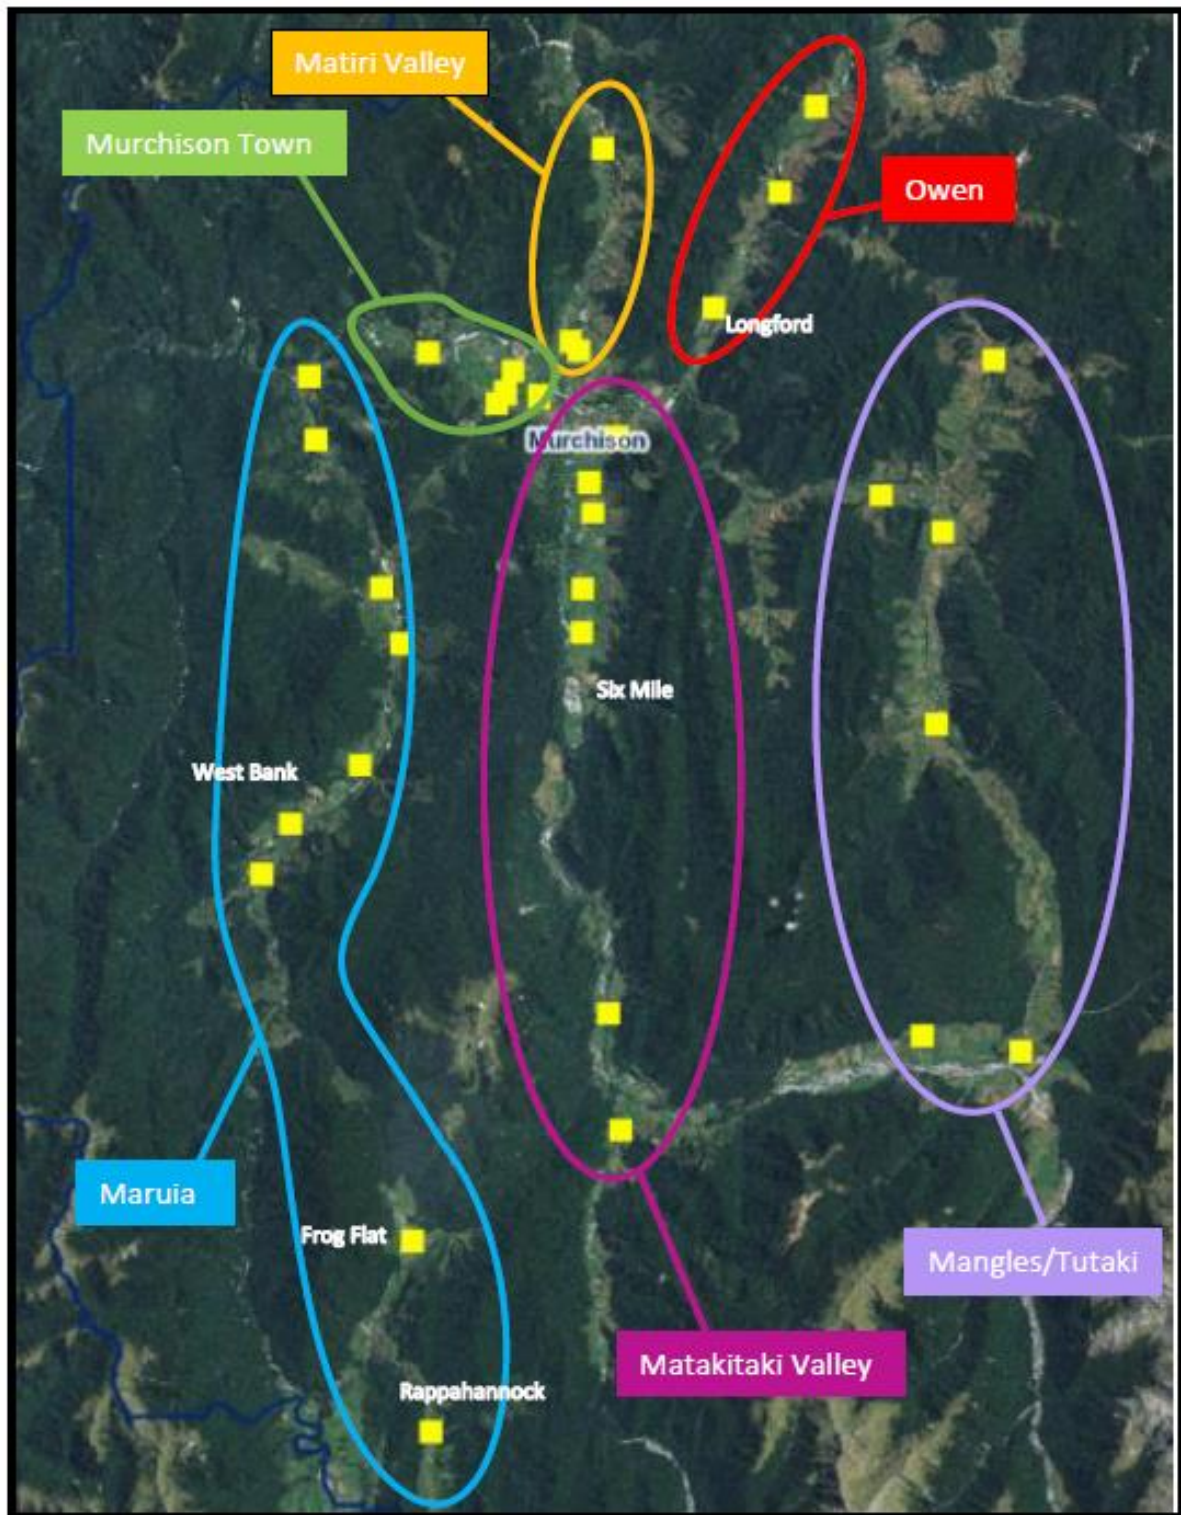 Matiri Valley
Murchison Town
Owen
Longford
Murchison
Six Mile
West Bank
Maruia
Frog Flat
Mangles/Tutaki
Matakitaki Valley
Rappahannock